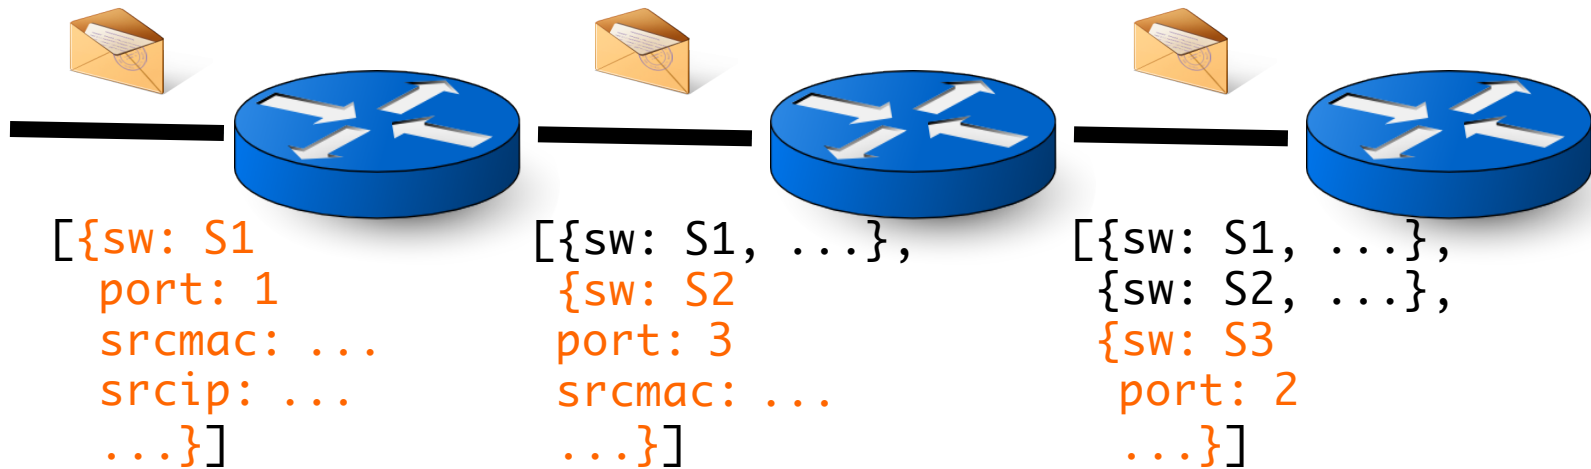 [{sw: S1
port: 1
srcmac: ...
srcip: ...
...}]
[{sw: S1, ...},
{sw: S2
port: 3
srcmac: ...
...}]
[{sw: S1, ...},
{sw: S2, ...},
{sw: S3
port: 2
...}]